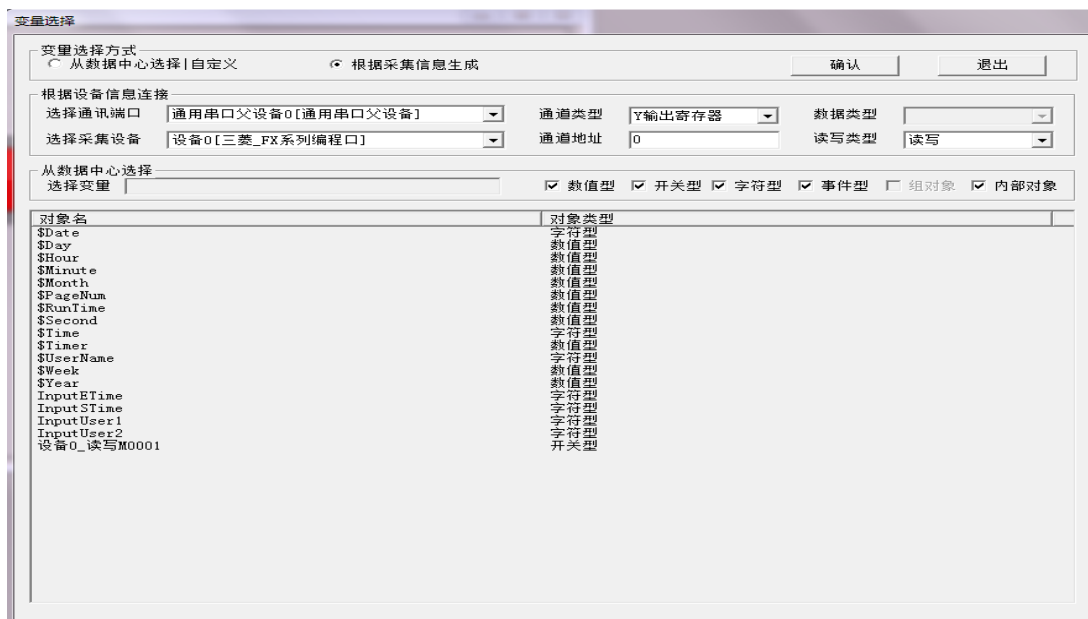 变量选择
变量选择方式
从数据中心选择|自定义 根据采集信息生成 确认 退出
根据设备信息连接
选择通讯端口 通用串口父设备0[通用串口父设备] 通道类型 Y输出寄存器 数据类型
选择采集设备 设备0[三菱_FX系列编程口] 通道地址 0 读写类型 读写
从数据中心选择
选择变量 数值型 开关型 字符型 事件型 组对象 内部对象
对象名 对象类型
$Date 字符型
$Day 数值型
$Hour 数值型
$Minute 数值型
$Month 数值型
$PageNum 数值型
$RunTime 数值型
$Second 数值型
$Time 字符型
$Timer 数值型
$UserName 字符型
$Week 数值型
$Year 数值型
InputETime 字符型
InputSTime 字符型
InputUser1 字符型
InputUser2 字符型
设备0_读写M0001 开关型